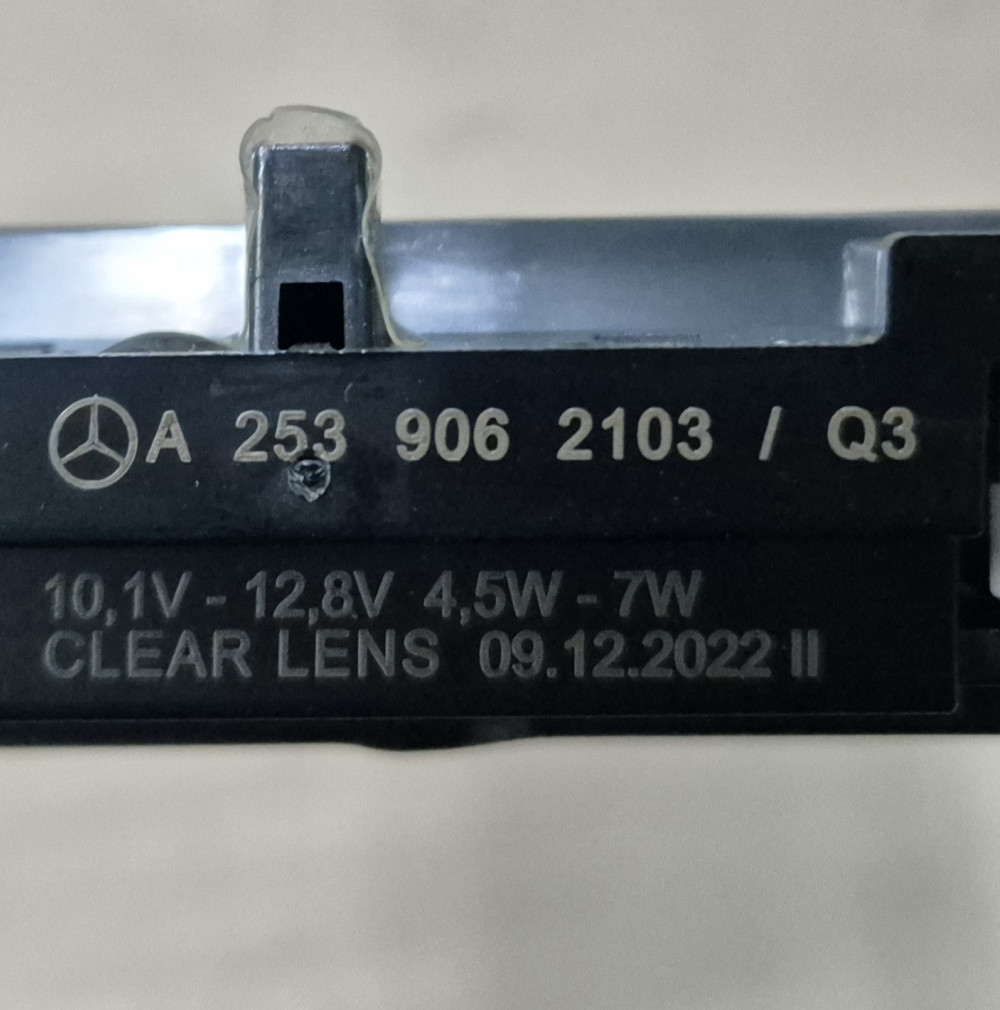 A 253 906 2103 / Q3
10,1V - 12,8V 4,5W - 7W
CLEAR LENS 09.12.2022 II